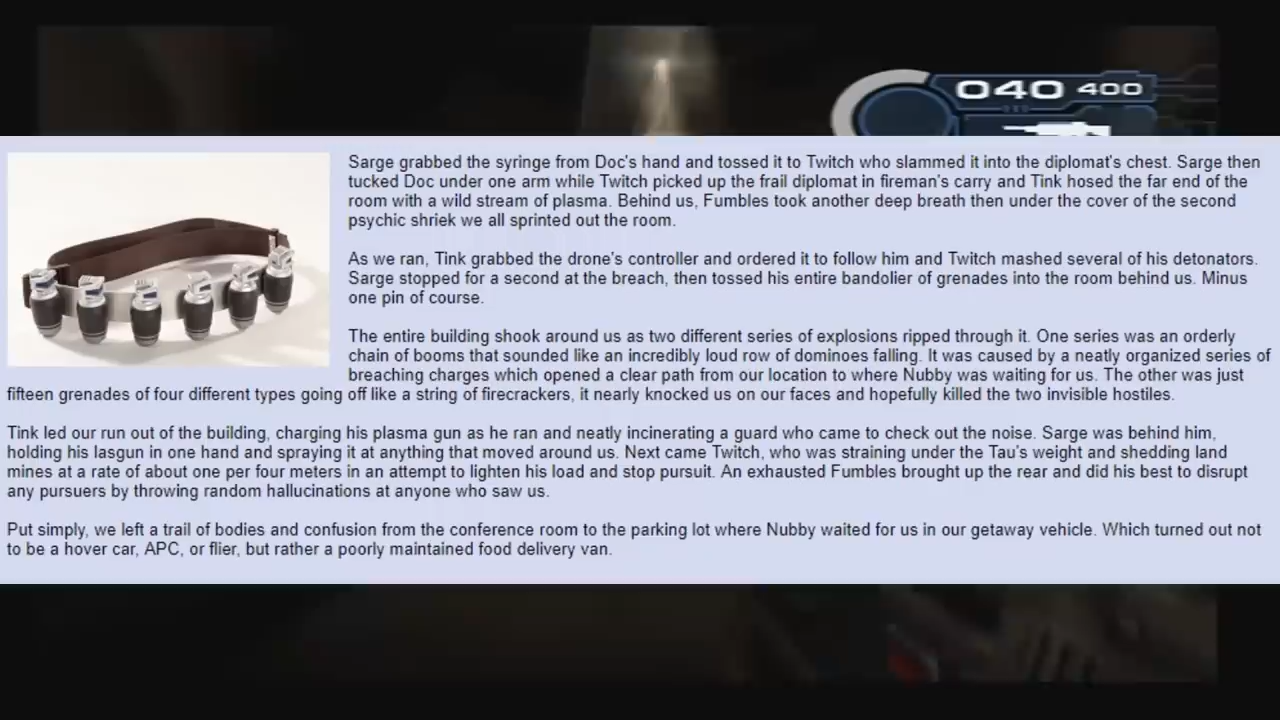 040 400
Sarge grabbed the syringe from Doc's hand and tossed it to Twitch who slammed it into the diplomat's chest. Sarge then
tucked Doc under one arm while Twitch picked up the frail diplomat in fireman's carry and Tink hosed the far end of the
room with a wild stream of plasma. Behind us, Fumbles took another deep breath then under the cover of the second
psychic shriek we all sprinted out the room.
As we ran, Tink grabbed the drone's controller and ordered it to follow him and Twitch mashed several of his detonators.
Sarge stopped for a second at the breach, then tossed his entire bandolier of grenades into the room behind us. Minus
one pin of course.
The entire building shook around us as two different series of explosions ripped through it. One series was an orderly
chain of booms that sounded like an incredibly loud row of dominoes falling. It was caused by a neatly organized series of
breaching charges which opened a clear path from our location to where Nubby was waiting for us. The other was just
fifteen grenades of four different types going off like a string of firecrackers, it nearly knocked us on our faces and hopefully killed the two invisible hostiles.
Tink led our run out of the building, charging his plasma gun as he ran and neatly incinerating a guard who came to check out the noise. Sarge was behind him,
holding his lasgun in one hand and spraying it at anything that moved around us. Next came Twitch, who was straining under the Tau's weight and shedding land
mines at a rate of about one per four meters in an attempt to lighten his load and stop pursuit. An exhausted Fumbles brought up the rear and did his best to disrupt
any pursuers by throwing random hallucinations at anyone who saw us.
Put simply, we left a trail of bodies and confusion from the conference room to the parking lot where Nubby waited for us in our getaway vehicle. Which turned out not
to be a hover car, APC, or flier, but rather a poorly maintained food delivery van.